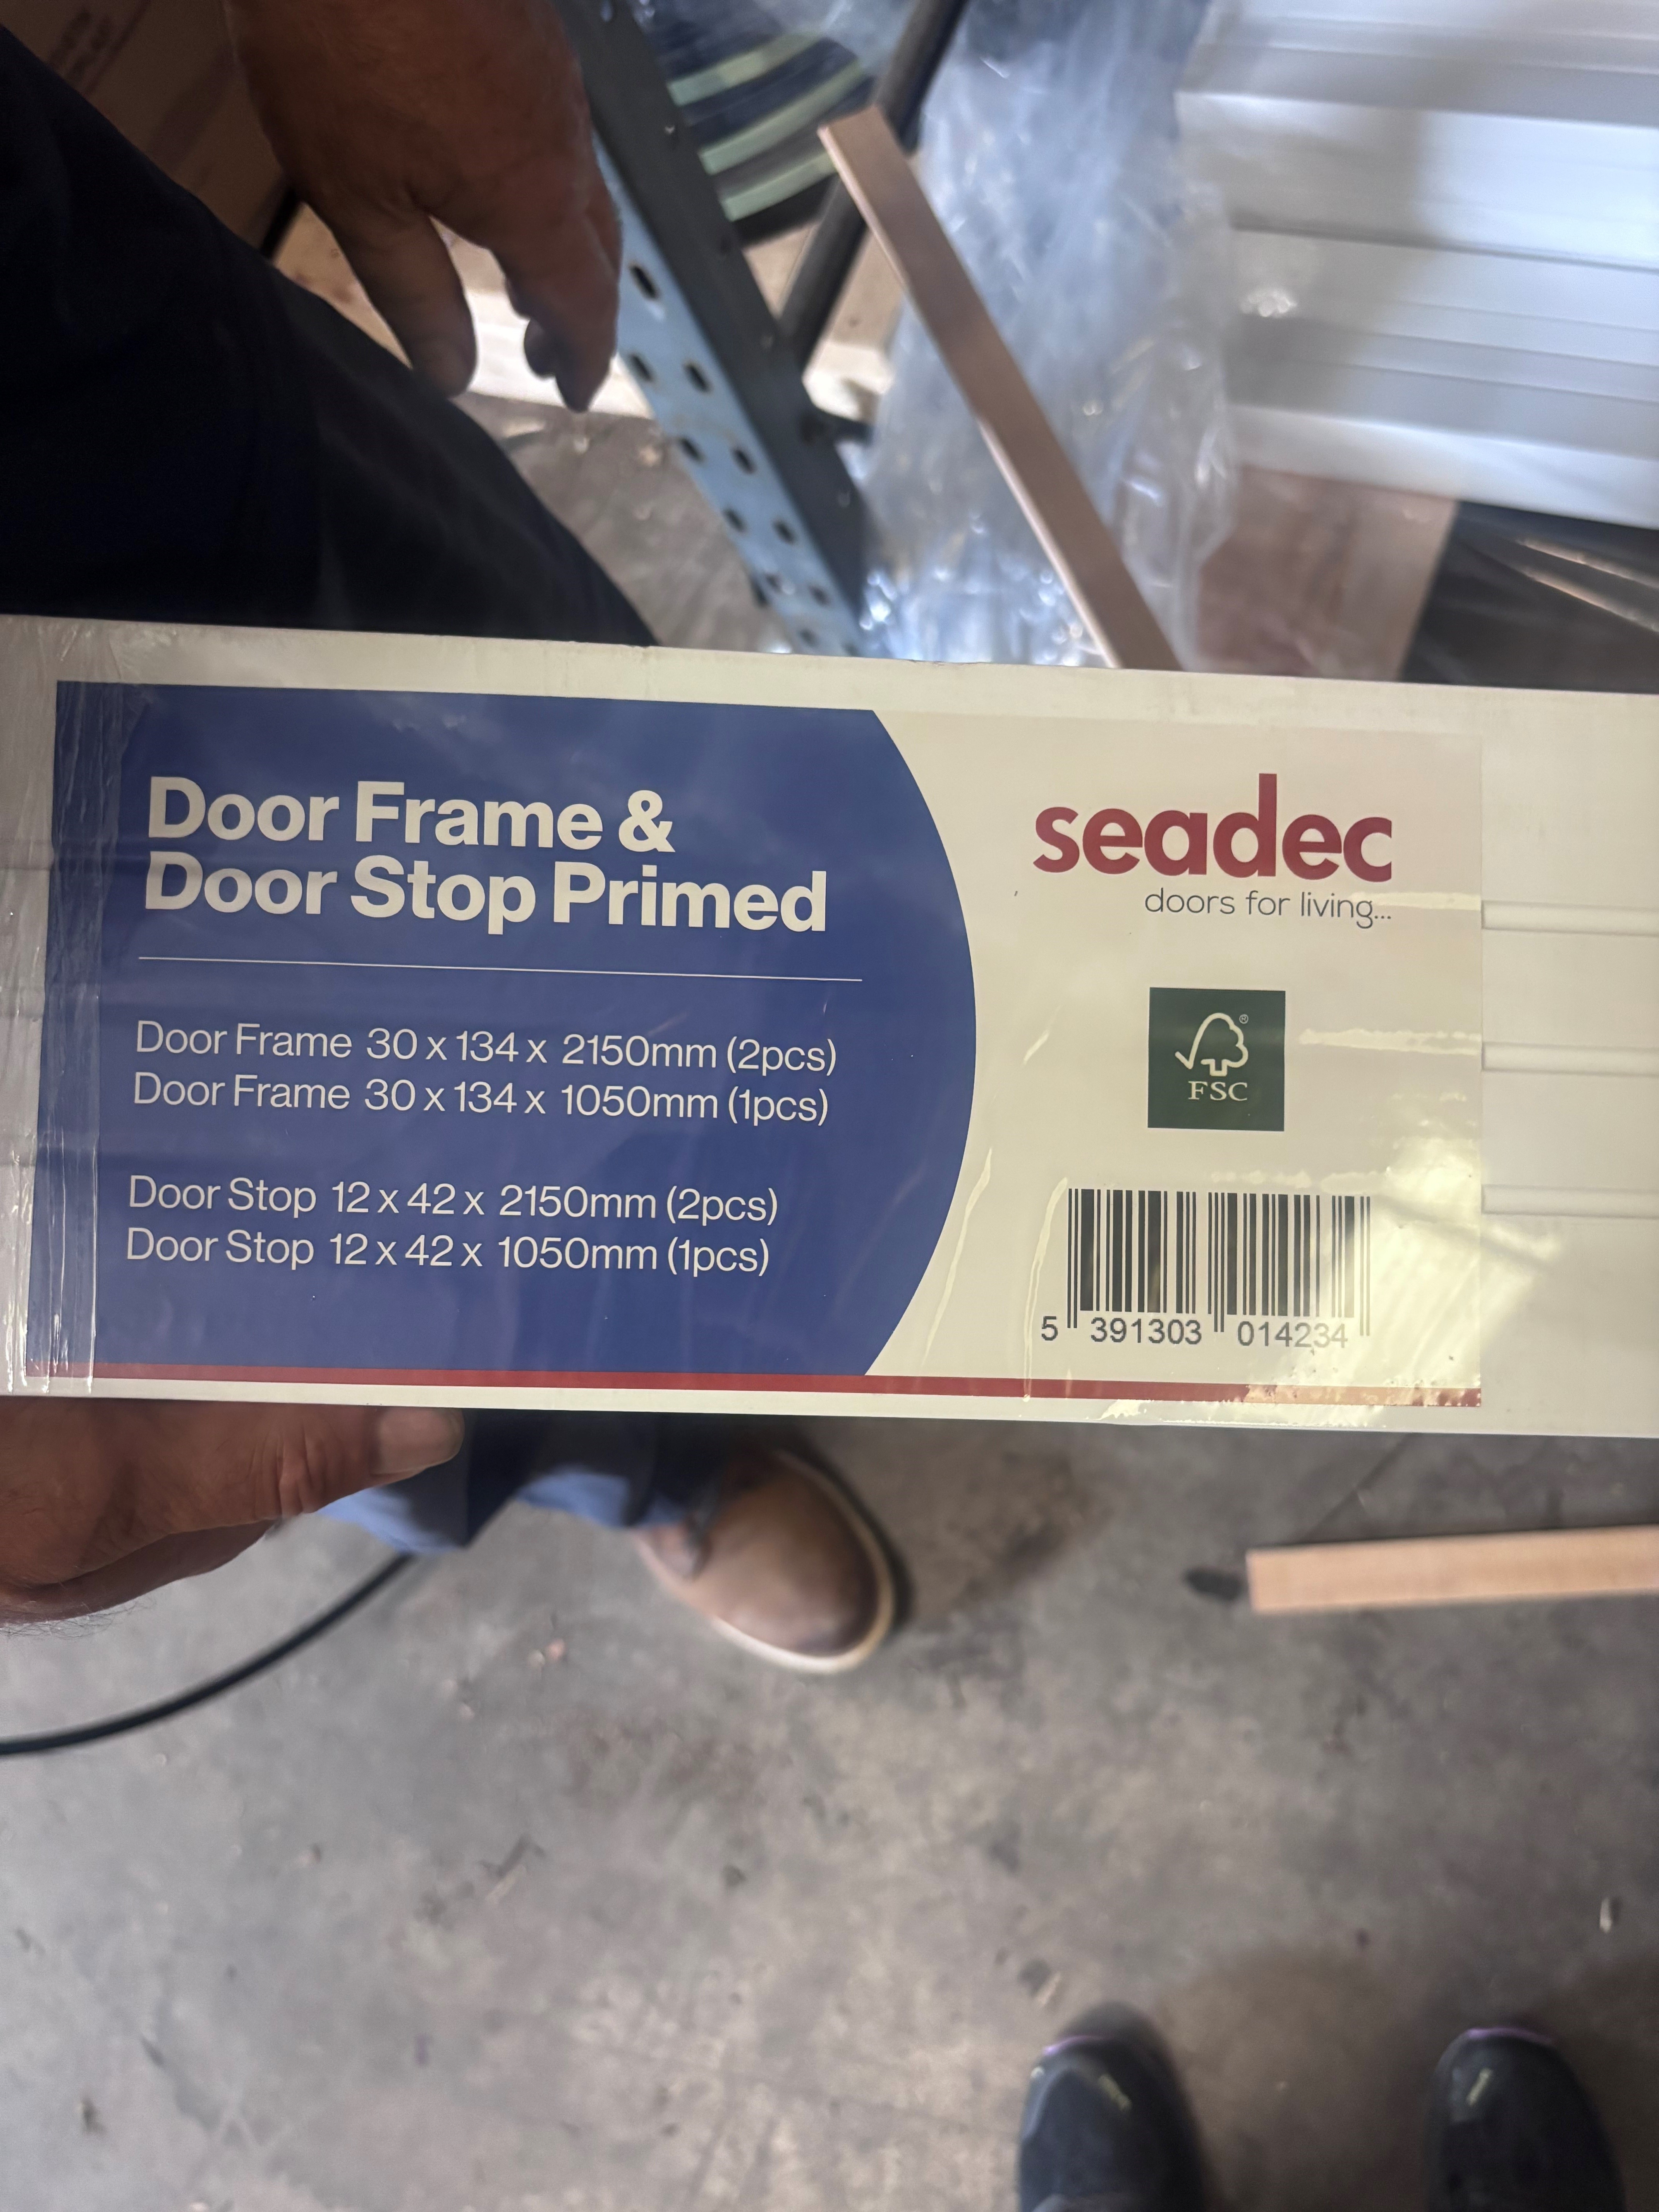 Door Frame &
Door Stop Primed
Door Frame 30 x 134 x 2150mm (2pcs)
Door Frame 30 x 134 x 1050mm (1pcs)
Door Stop 12 x 42 x 2150mm (2pcs)
Door Stop 12 x 42 x 1050mm (1pcs)
seadec
doors for living...
®
FSC
5 391303 014234